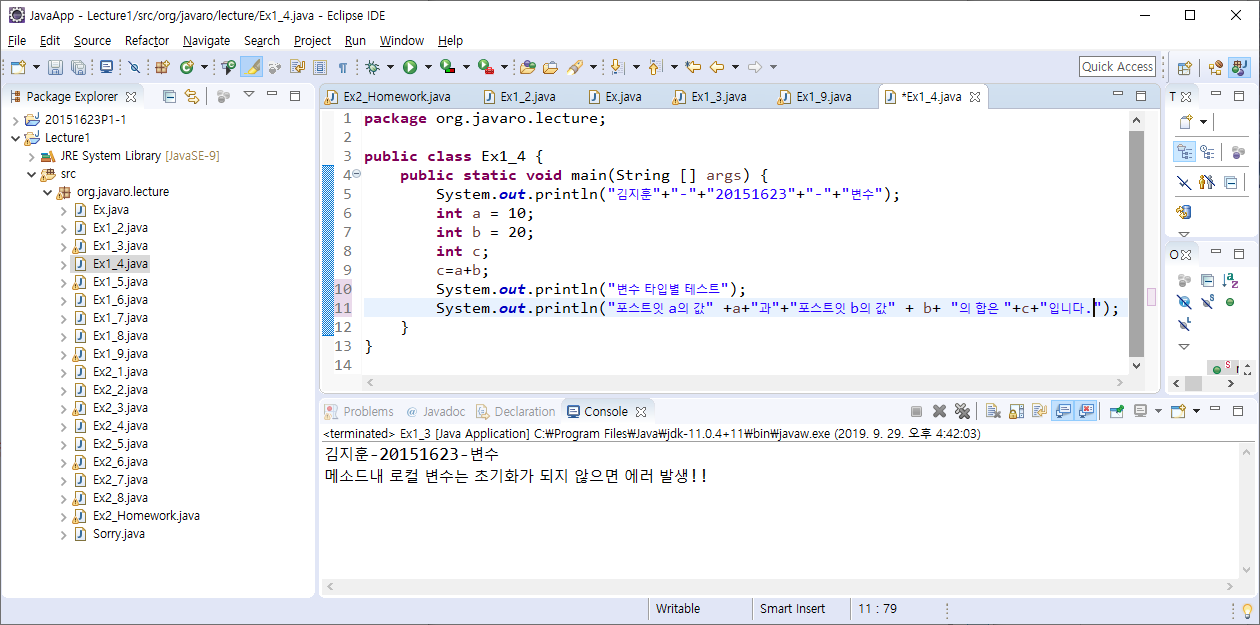 JavaApp - Lecture1/src/org/javaro/lecture/Ex1_4.java - Eclipse IDE
File Edit Source Refactor Navigate Search Project Run Window Help
Quick Access
Package Explorer
20151623P1-1
Lecture1
JRE System Library [JavaSE-9]
src
org.javaro.lecture
Ex.java
Ex1_2.java
Ex1_3.java
Ex1_4.java
Ex1_5.java
Ex1_6.java
Ex1_7.java
Ex1_8.java
Ex1_9.java
Ex2_1.java
Ex2_2.java
Ex2_3.java
Ex2_4.java
Ex2_5.java
Ex2_6.java
Ex2_7.java
Ex2_8.java
Ex2_Homework.java
Sorry.java
Ex2_Homework.java Ex1_2.java Ex.java Ex1_3.java Ex1_9.java *Ex1_4.java
1 package org.javaro.lecture;
2
3 public class Ex1_4 {
4 public static void main(String [] args) {
5 System.out.println("김지훈"+"-"+"20151623"+"-"+"변수");
6 int a = 10;
7 int b = 20;
8 int c;
9 c=a+b;
10 System.out.println("변수 타입별 테스트");
11 System.out.println("포스트잇 a의 값" +a+"과"+"포스트잇 b의 값" + b+ "의 합은 "+c+"입니다.");
12 }
13 }
14
T
O
Problems @ Javadoc Declaration Console
<terminated> Ex1_3 [Java Application] C:₩Program Files₩Java₩jdk-11.0.4+11₩bin₩javaw.exe (2019. 9. 29. 오후 4:42:03)
김지훈-20151623-변수
메소드내 로컬 변수는 초기화가 되지 않으면 에러 발생!!
Writable Smart Insert 11 : 79